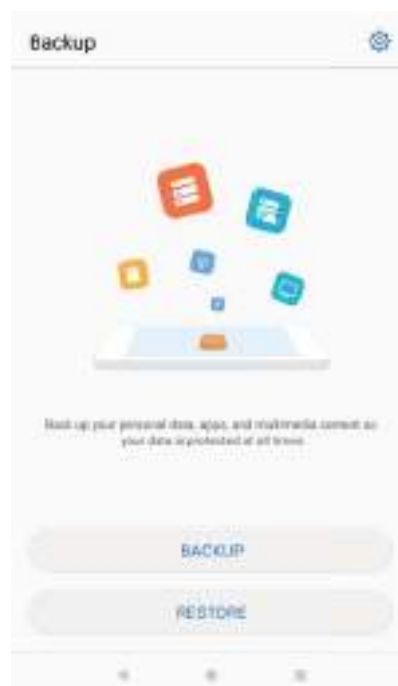 Backup
Back up your personal data, apps, and multimedia content so
your data is protected at all times
BACKUP
RESTORE